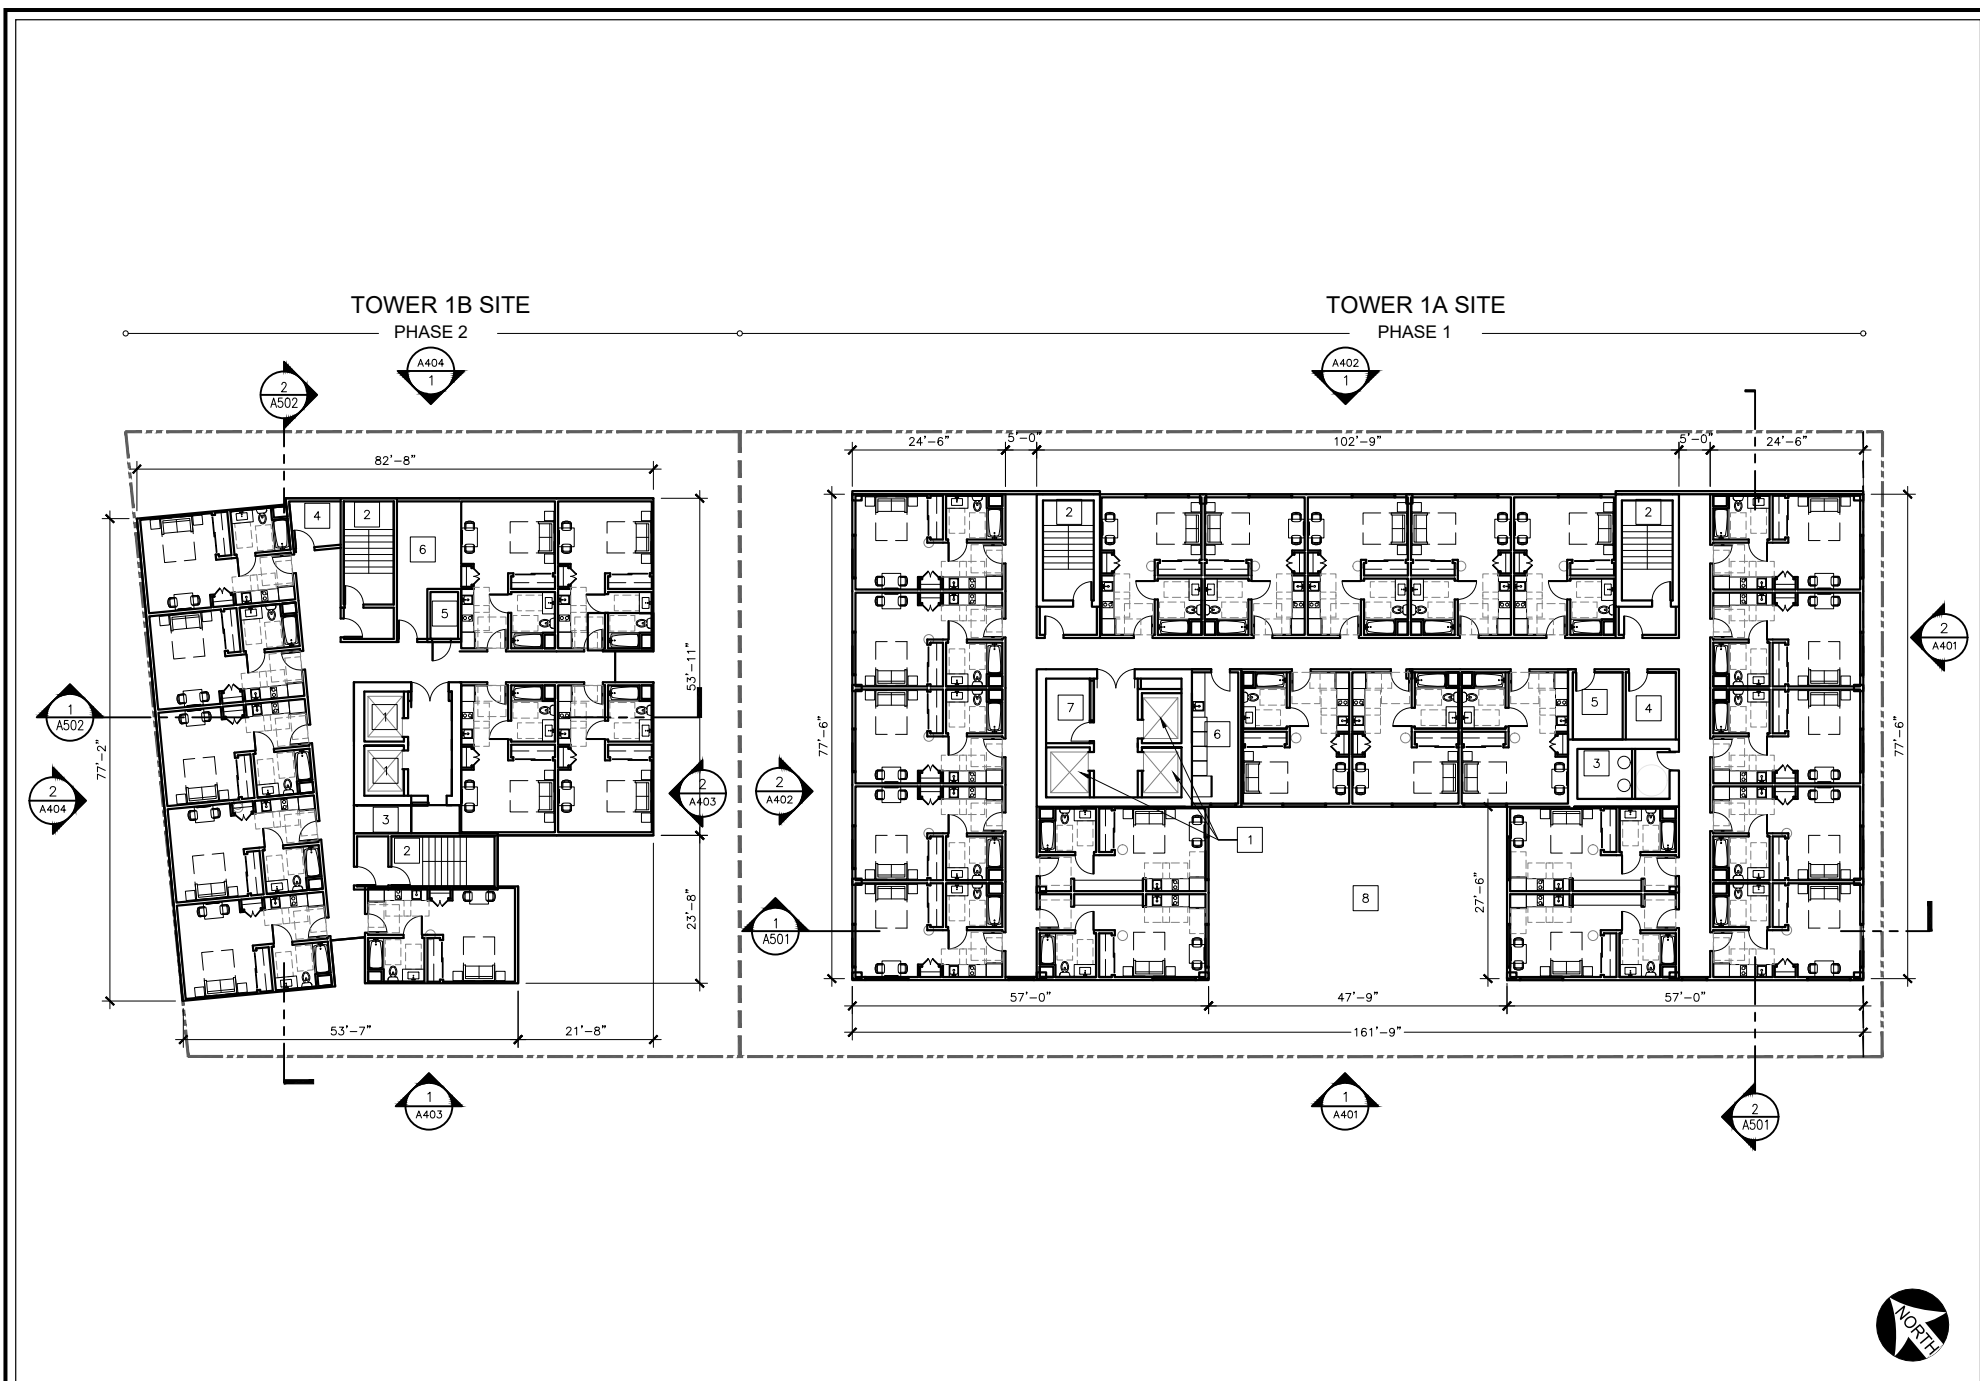 TOWER 1B SITE
PHASE 2
TOWER 1A SITE
PHASE 1
A404
1
A402
1
2
A502
24'-6"
5'-0"
102'-9"
5'-0"
24'-6"
82'-8"
4
2
6
5
2
2
53'-11"
77'-2"
77'-6"
77'-6"
2
A401
1
A502
1
1
7
6
5
4
3
2
A404
2
A403
2
A402
3
2
1
8
27'-6"
23'-8"
1
A501
57'-0"
47'-9"
57'-0"
53'-7"
21'-8"
161'-9"
1
A403
1
A401
2
A501
NORTH